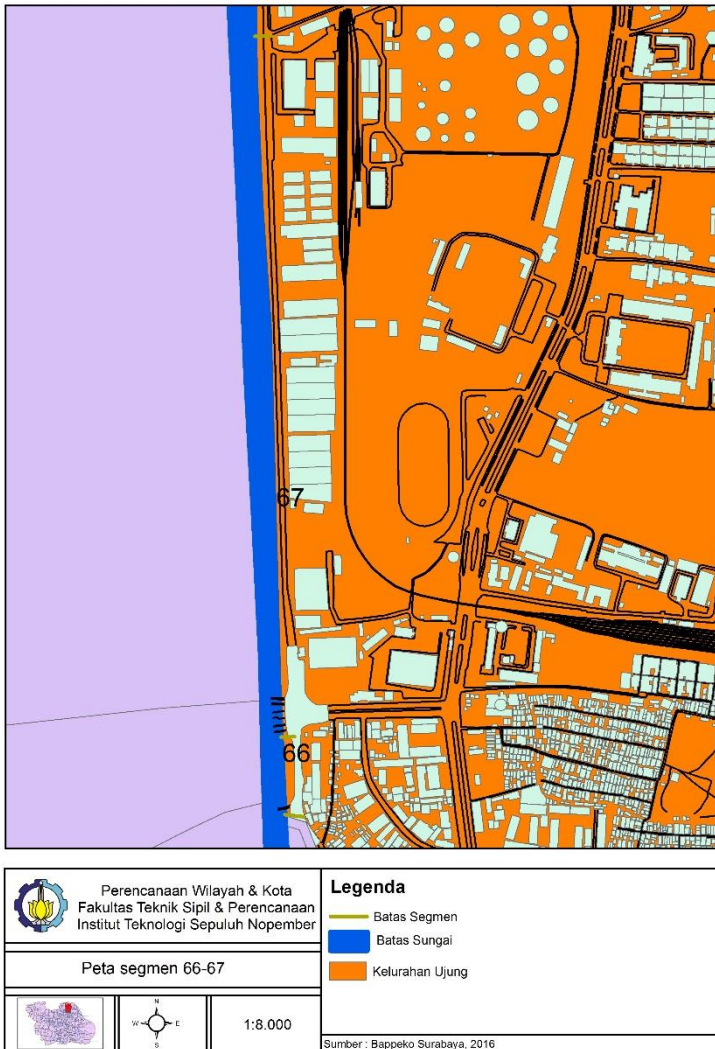 67
66
Perencanaan Wilayah & Kota
Fakultas Teknik Sipil & Perencanaan
Institut Teknologi Sepuluh Nopember
Peta segmen 66-67
N
W E
S
1:8.000
Legenda
Batas Segmen
Batas Sungai
Kelurahan Ujung
Sumber : Bappeko Surabaya, 2016